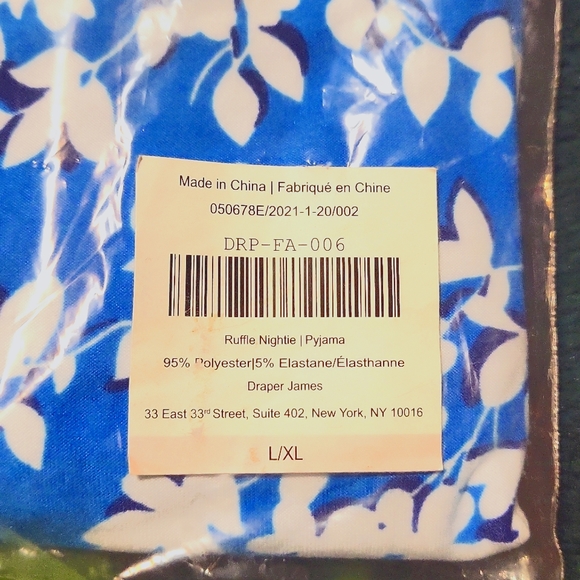 Made in China | Fabriqué en Chine
050678E/2021-1-20/002
DRP-FA-006
Ruffle Nightie | Pyjama
95% Polyester|5% Elastane/Élasthanne
Draper James
33 East 33rd Street, Suite 402, New York, NY 10016
L/XL